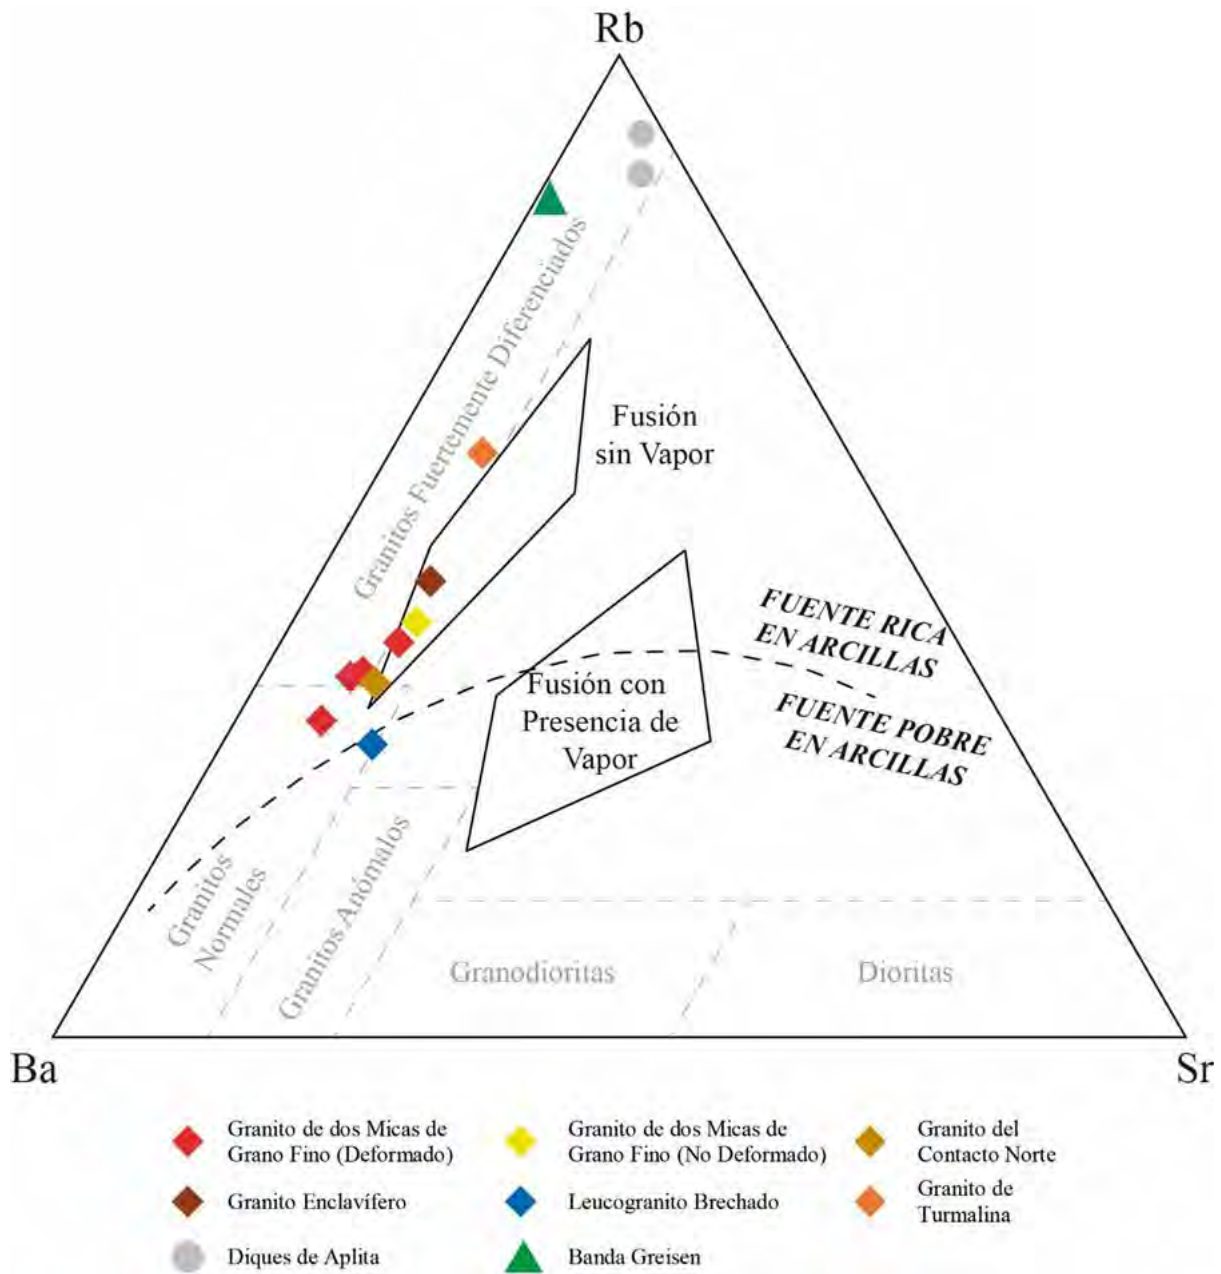 Rb
Granitos Fuertemente Diferenciados
Fusión
sin Vapor
FUENTE RICA
EN ARCILLAS
Fusión con
Presencia de
Vapor
FUENTE POBRE
EN ARCILLAS
Granitos
Normales
Granitos Anómalos
Granodioritas
Dioritas
Ba
Sr
Granito de dos Micas de
Grano Fino (Deformado)
Granito de dos Micas de
Grano Fino (No Deformado)
Granito del
Contacto Norte
Granito Enclavífero
Leucogranito Brechado
Granito de
Turmalina
Diques de Aplita
Banda Greisen